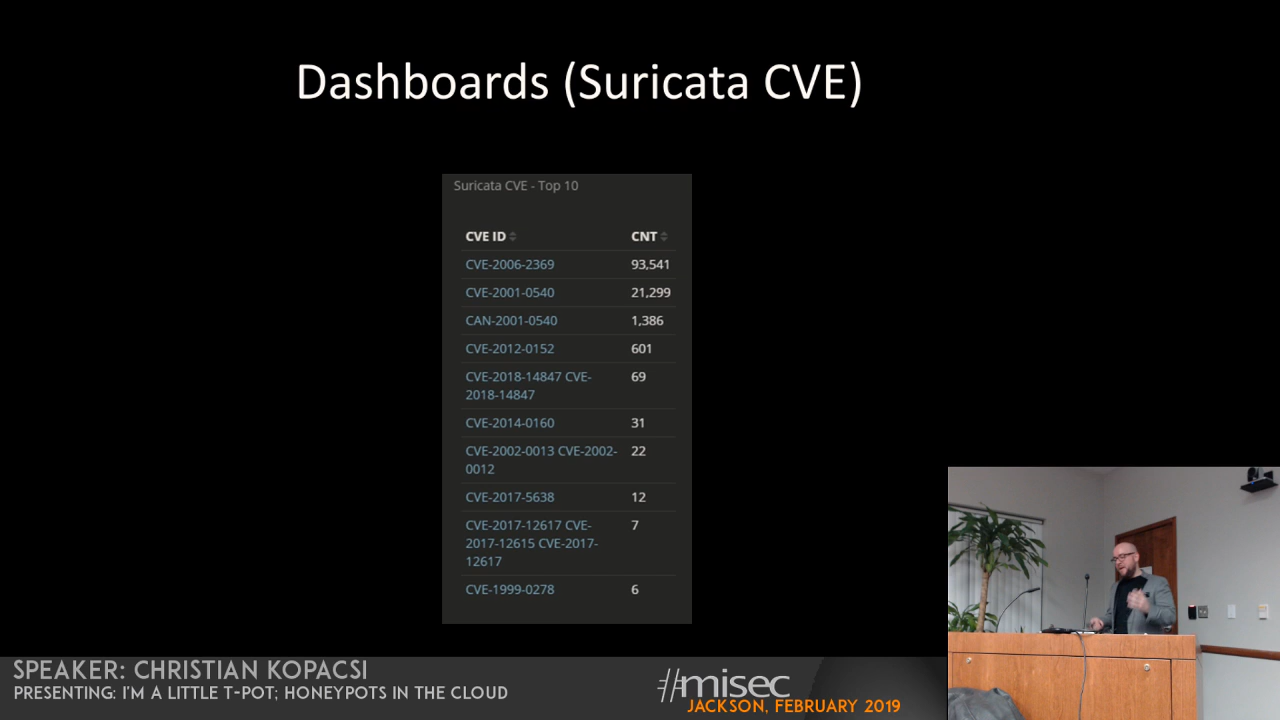 Dashboards (Suricata CVE)
Suricata CVE - Top 10
CVE ID CNT
CVE-2006-2369 93,541
CVE-2001-0540 21,299
CAN-2001-0540 1,386
CVE-2012-0152 601
CVE-2018-14847 CVE- 69
2018-14847
CVE-2014-0160 31
CVE-2002-0013 CVE-2002- 22
0012
CVE-2017-5638 12
CVE-2017-12617 CVE- 7
2017-12615 CVE-2017-
12617
CVE-1999-0278 6
SPEAKER: CHRISTIAN KOPACSI
PRESENTING: I'M A LITTLE T-POT; HONEYPOTS IN THE CLOUD
#misec
JACKSON, FEBRUARY 2019